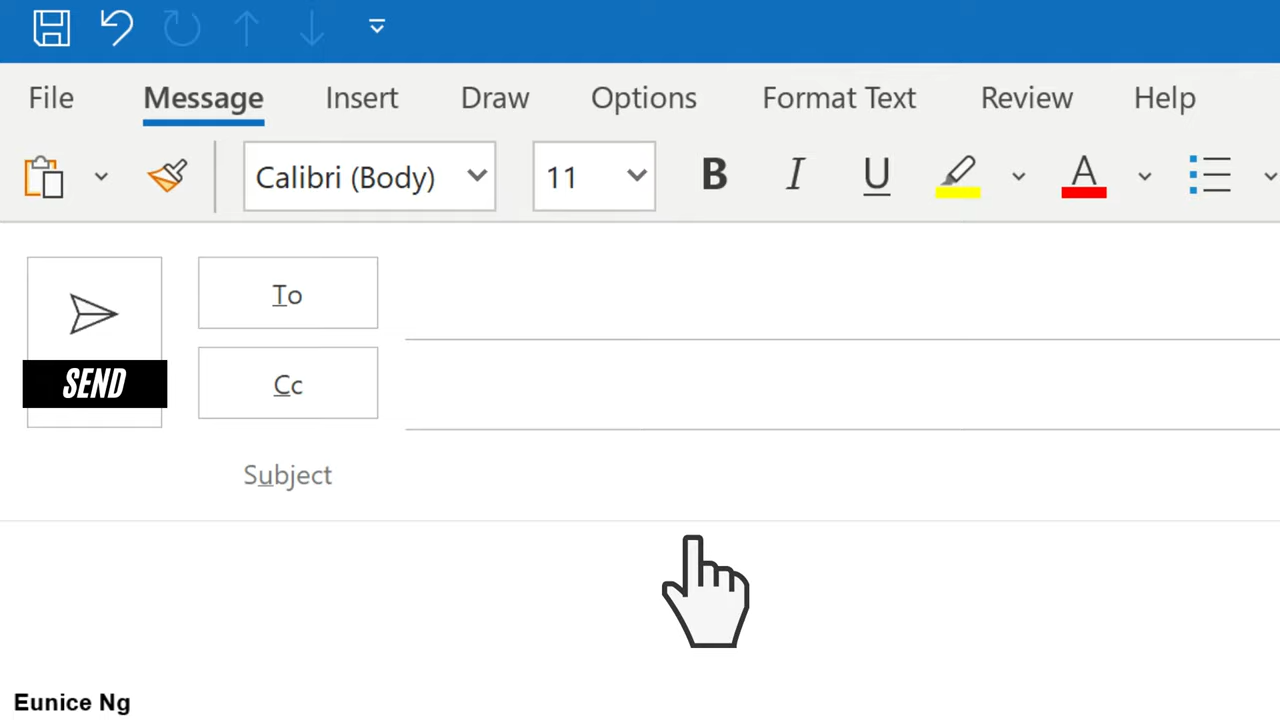 File Message Insert Draw Options Format Text Review Help
Calibri (Body) 11 B I U A
To
SEND Cc
Subject
Eunice Ng